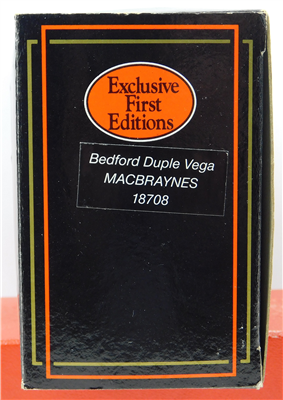 Exclusive
First
Editions
Bedford Duple Vega
MACBRAYNES
18708